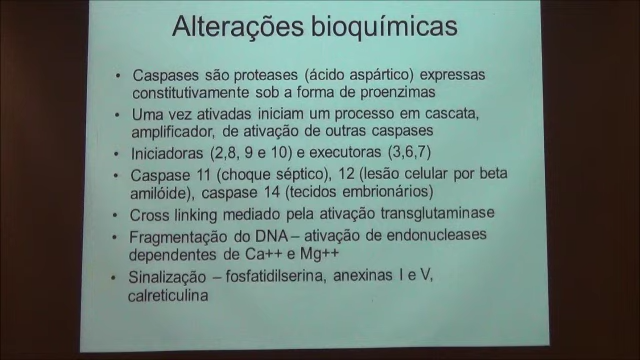 Alterações bioquímicas
• Caspases são proteases (ácido aspártico) expressas
constitutivamente sob a forma de proenzimas
• Uma vez ativadas iniciam um processo em cascata,
amplificador, de ativação de outras caspases
• Iniciadoras (2,8, 9 e 10) e executoras (3,6,7)
• Caspase 11 (choque séptico), 12 (lesão celular por beta
amilóide), caspase 14 (tecidos embrionários)
• Cross linking mediado pela ativação transglutaminase
• Fragmentação do DNA – ativação de endonucleases
dependentes de Ca++ e Mg++
• Sinalização – fosfatidilserina, anexinas I e V,
calreticulina